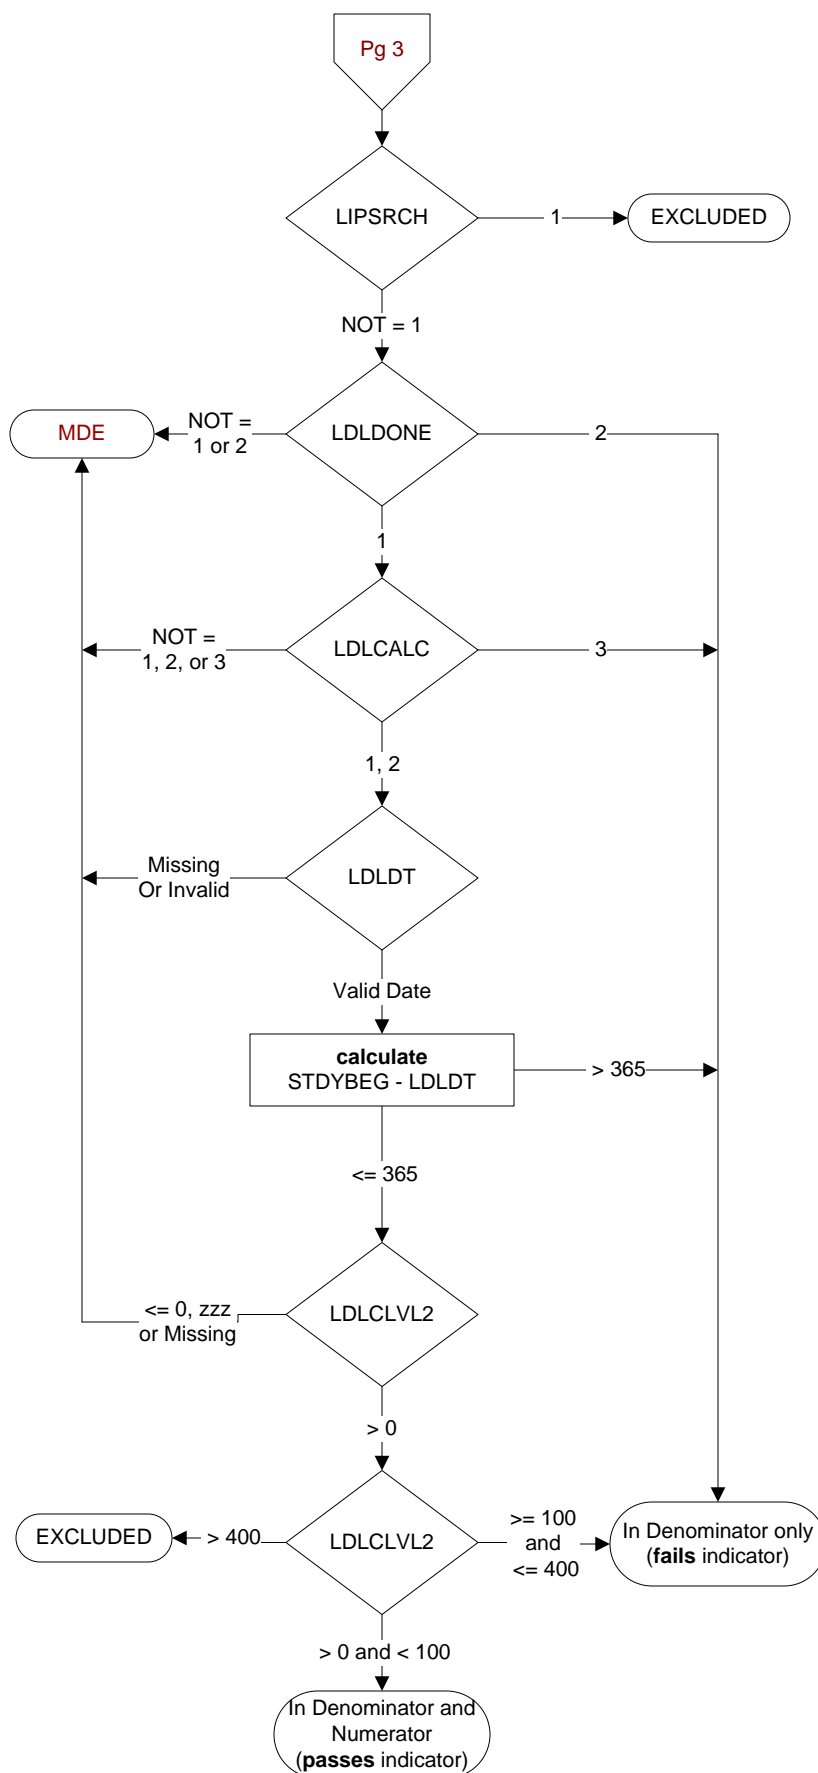 Pg 3
LIPSRCH
1
EXCLUDED
NOT = 1
MDE
NOT =
1 or 2
LDLDONE
2
1
NOT =
1, 2, or 3
LDLCALC
3
1, 2
Missing
Or Invalid
LDLDT
Valid Date
calculate
STDYBEG - LDLDT
> 365
<= 365
<= 0, zzz
or Missing
LDLCLVL2
> 0
EXCLUDED
> 400
LDLCLVL2
>= 100
and
<= 400
In Denominator only
(fails indicator)
> 0 and < 100
In Denominator and
Numerator
(passes indicator)